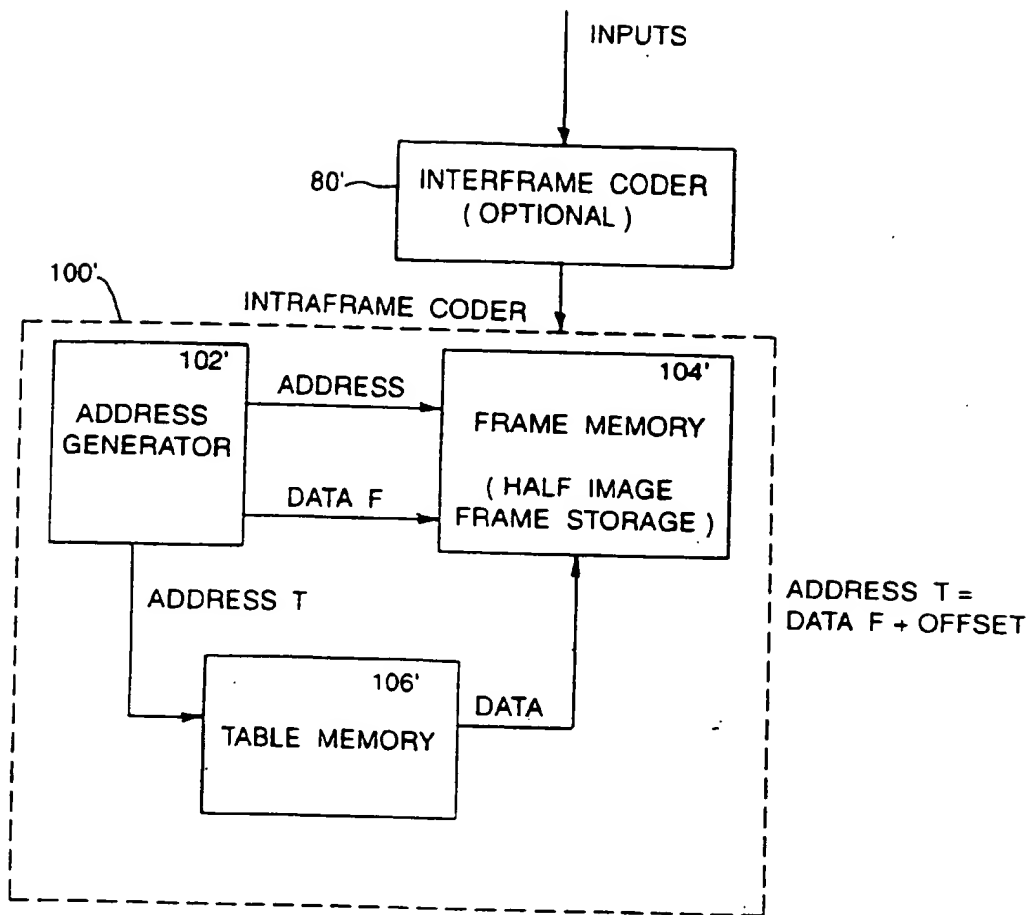 INPUTS
80'
INTERFRAME CODER
( OPTIONAL )
100'
INTRAFRAME CODER
102'
ADDRESS
GENERATOR
ADDRESS
DATA F
104'
FRAME MEMORY
( HALF IMAGE
FRAME STORAGE )
ADDRESS T
106'
TABLE MEMORY
DATA
ADDRESS T =
DATA F + OFFSET